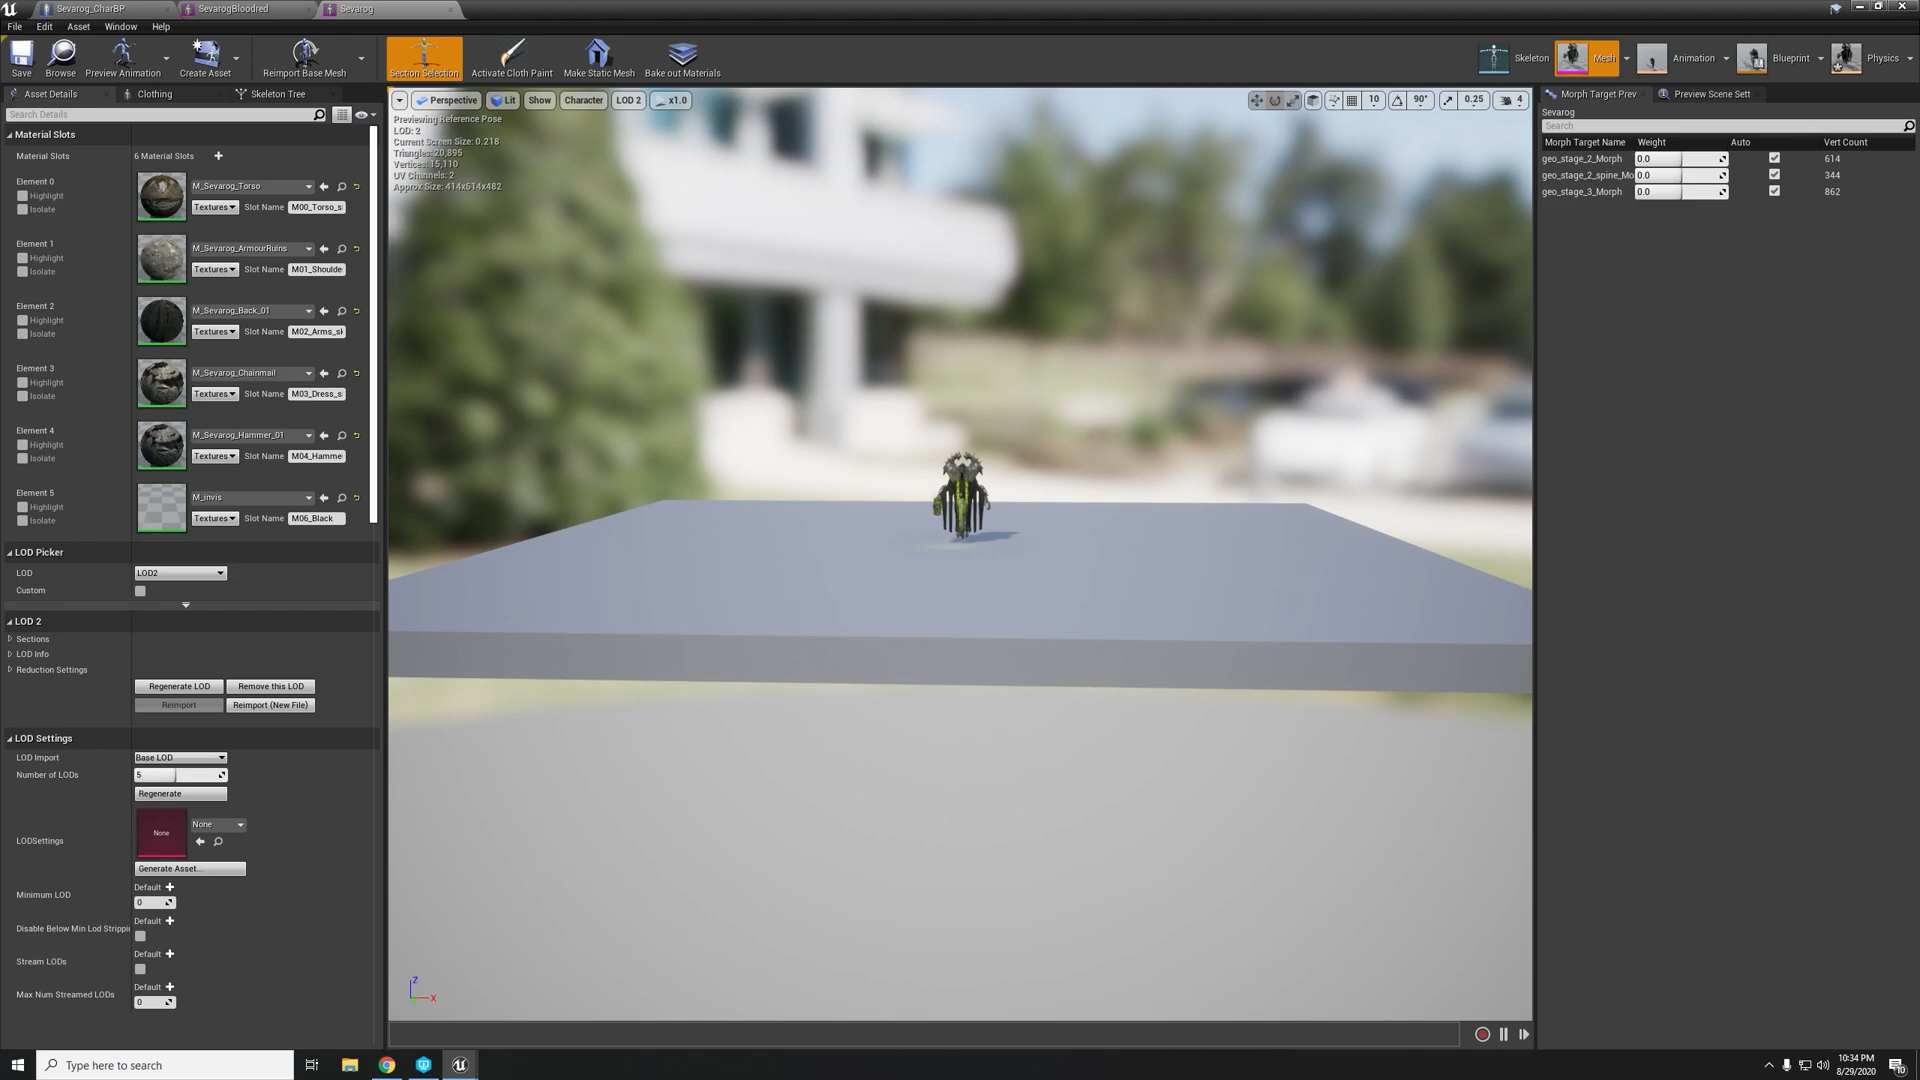 Sevarog_CharBP
SevarogBloodred
Sevarog
File Edit Asset Window Help
Save Browse Preview Animation Create Asset Reimport Base Mesh Section Selection Activate Cloth Paint Make Static Mesh Bake out Materials Skeleton Mesh Animation Blueprint Physics
Asset Details Clothing Skeleton Tree
Search Details
Material Slots
Material Slots 6 Material Slots
Element 0
Highlight
Isolate
M_Sevarog_Torso
Textures Slot Name M00_Torso_s
Element 1
Highlight
Isolate
M_Sevarog_ArmourRuins
Textures Slot Name M01_Shoulde
Element 2
Highlight
Isolate
M_Sevarog_Back_01
Textures Slot Name M02_Arms_sk
Element 3
Highlight
Isolate
M_Sevarog_Chainmail
Textures Slot Name M03_Dress_s
Element 4
Highlight
Isolate
M_Sevarog_Hammer_01
Textures Slot Name M04_Hamme
Element 5
Highlight
Isolate
M_invis
Textures Slot Name M06_Black
LOD Picker
LOD LOD2
Custom
LOD 2
Sections
LOD Info
Reduction Settings
Regenerate LOD Remove this LOD
Reimport Reimport (New File)
LOD Settings
LOD Import Base LOD
Number of LODs 5
Regenerate
LODSettings None None
Generate Asset...
Minimum LOD Default
0
Disable Below Min Lod Strippin Default
Stream LODs Default
Max Num Streamed LODs Default
0
Perspective Lit Show Character LOD 2 x1.0
10 90° 0.25 4
Previewing Reference Pose
LOD: 2
Current Screen Size: 0.218
Triangles: 20,895
Vertices: 15,110
UV Channels: 2
Approx Size: 414x614x482
Z
X
Morph Target Prev Preview Scene Sett
Sevarog
Search
Morph Target Name Weight Auto Vert Count
geo_stage_2_Morph 0.0 614
geo_stage_2_spine_Mo 0.0 344
geo_stage_3_Morph 0.0 862
Type here to search
10:34 PM
8/29/2020
10